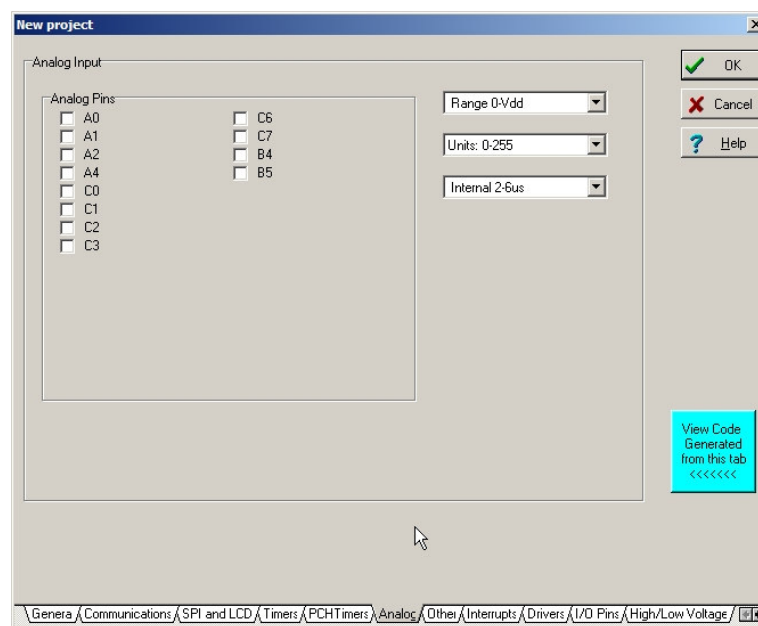 New project
Analog Input
Analog Pins
A0
A1
A2
A4
C0
C1
C2
C3
C6
C7
B4
B5
Range 0-Vdd
Units: 0-255
Internal 2-6us
OK
Cancel
Help
View Code
Generated
from this tab
<<<<<<<
Genera Communications SPI and LCD Timers PCHTimers Analog Other Interrupts Drivers I/O Pins High/Low Voltage